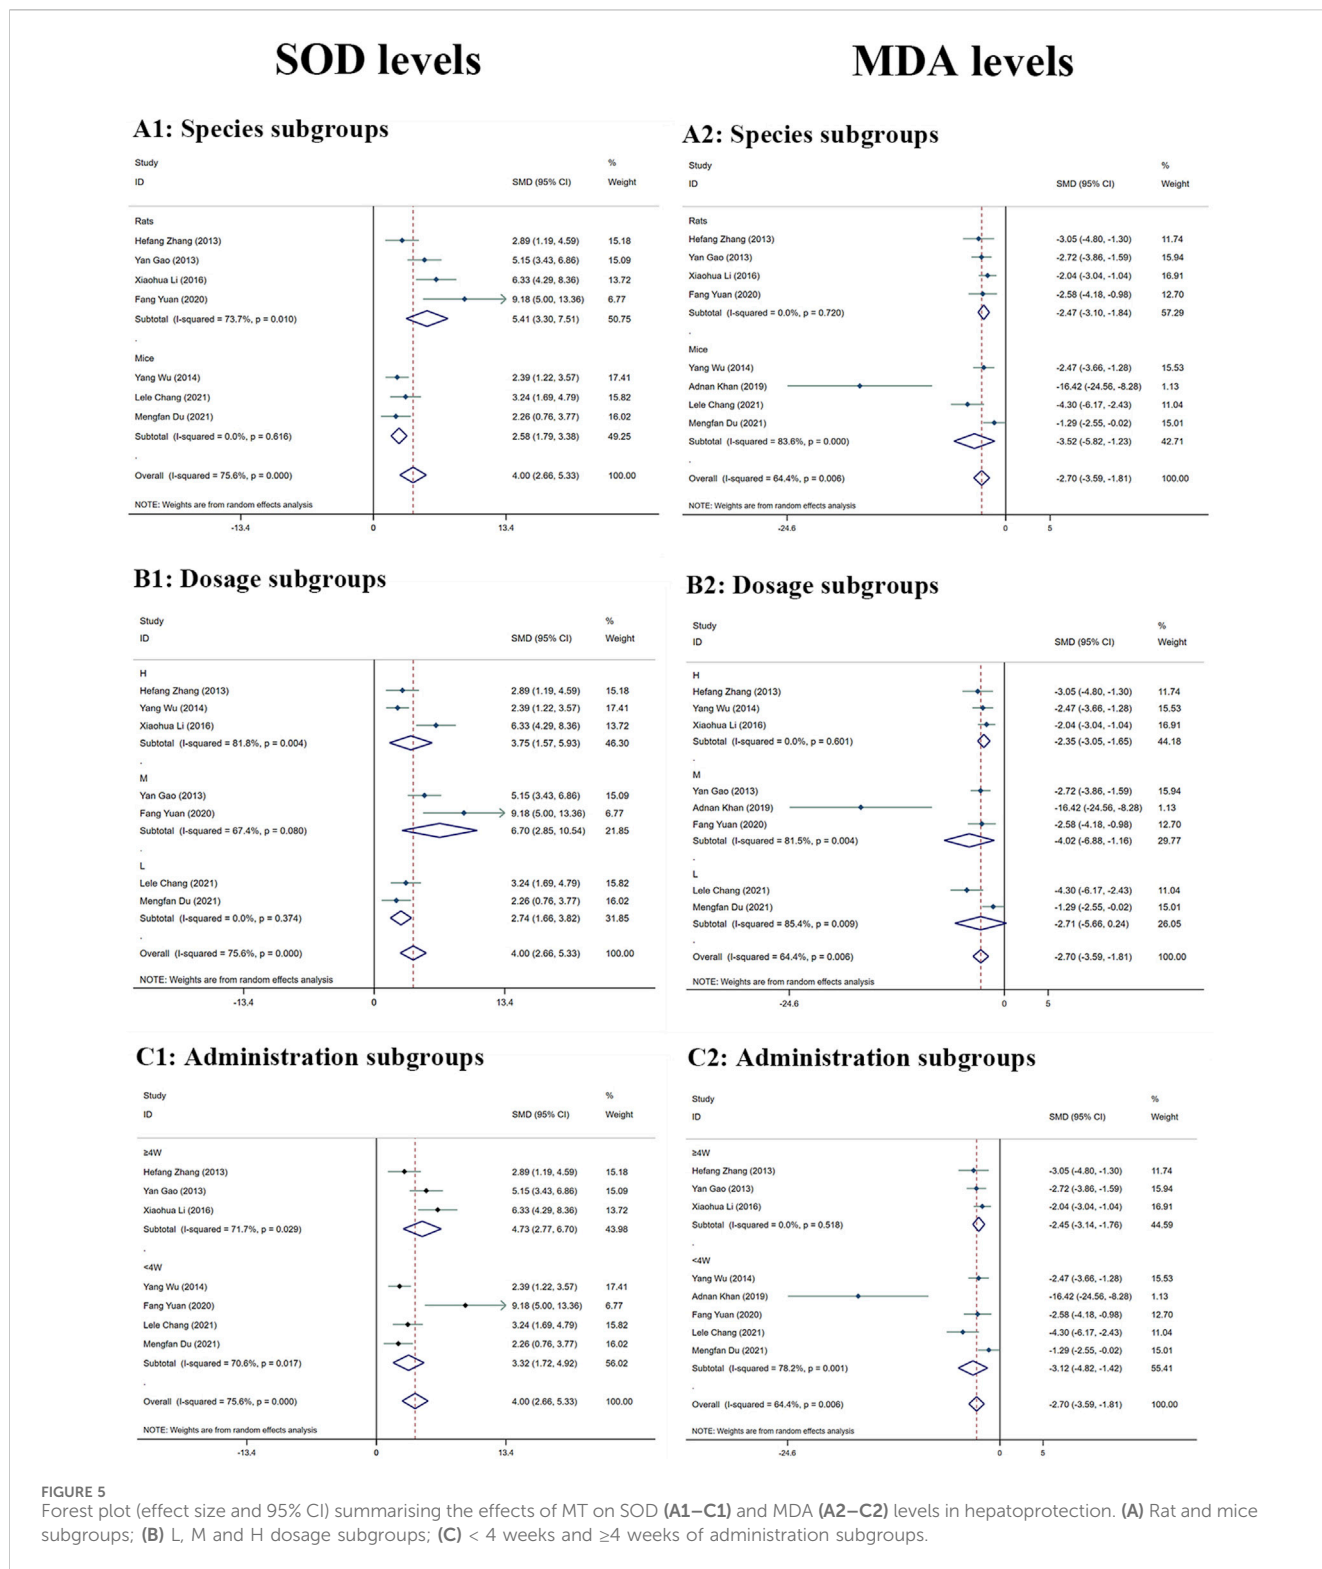 SOD levels
MDA levels
A1: Species subgroups
Study %
ID SMD (95% CI) Weight
Rats
Hefang Zhang (2013) 2.89 (1.19, 4.59) 15.18
Yan Gao (2013) 5.15 (3.43, 6.86) 15.09
Xiaohua Li (2016) 6.33 (4.29, 8.36) 13.72
Fang Yuan (2020) 9.18 (5.00, 13.36) 6.77
Subtotal (I-squared = 73.7%, p = 0.010) 5.41 (3.30, 7.51) 50.75
.
Mice
Yang Wu (2014) 2.39 (1.22, 3.57) 17.41
Lele Chang (2021) 3.24 (1.69, 4.79) 15.82
Mengfan Du (2021) 2.26 (0.76, 3.77) 16.02
Subtotal (I-squared = 0.0%, p = 0.616) 2.58 (1.79, 3.38) 49.25
.
Overall (I-squared = 75.6%, p = 0.000) 4.00 (2.66, 5.33) 100.00
NOTE: Weights are from random effects analysis
-13.4 0 13.4
A2: Species subgroups
Study %
ID SMD (95% CI) Weight
Rats
Hefang Zhang (2013) -3.05 (-4.80, -1.30) 11.74
Yan Gao (2013) -2.72 (-3.86, -1.59) 15.94
Xiaohua Li (2016) -2.04 (-3.04, -1.04) 16.91
Fang Yuan (2020) -2.58 (-4.18, -0.98) 12.70
Subtotal (I-squared = 0.0%, p = 0.720) -2.47 (-3.10, -1.84) 57.29
.
Mice
Yang Wu (2014) -2.47 (-3.66, -1.28) 15.53
Adnan Khan (2019) -16.42 (-24.56, -8.28) 1.13
Lele Chang (2021) -4.30 (-6.17, -2.43) 11.04
Mengfan Du (2021) -1.29 (-2.55, -0.02) 15.01
Subtotal (I-squared = 83.6%, p = 0.000) -3.52 (-5.82, -1.23) 42.71
.
Overall (I-squared = 64.4%, p = 0.006) -2.70 (-3.59, -1.81) 100.00
NOTE: Weights are from random effects analysis
-24.6 0 5
B1: Dosage subgroups
Study %
ID SMD (95% CI) Weight
H
Hefang Zhang (2013) 2.89 (1.19, 4.59) 15.18
Yang Wu (2014) 2.39 (1.22, 3.57) 17.41
Xiaohua Li (2016) 6.33 (4.29, 8.36) 13.72
Subtotal (I-squared = 81.8%, p = 0.004) 3.75 (1.57, 5.93) 46.30
.
M
Yan Gao (2013) 5.15 (3.43, 6.86) 15.09
Fang Yuan (2020) 9.18 (5.00, 13.36) 6.77
Subtotal (I-squared = 67.4%, p = 0.080) 6.70 (2.85, 10.54) 21.85
.
L
Lele Chang (2021) 3.24 (1.69, 4.79) 15.82
Mengfan Du (2021) 2.26 (0.76, 3.77) 16.02
Subtotal (I-squared = 0.0%, p = 0.374) 2.74 (1.66, 3.82) 31.85
.
Overall (I-squared = 75.6%, p = 0.000) 4.00 (2.66, 5.33) 100.00
NOTE: Weights are from random effects analysis
-13.4 0 13.4
B2: Dosage subgroups
Study %
ID SMD (95% CI) Weight
H
Hefang Zhang (2013) -3.05 (-4.80, -1.30) 11.74
Yang Wu (2014) -2.47 (-3.66, -1.28) 15.53
Xiaohua Li (2016) -2.04 (-3.04, -1.04) 16.91
Subtotal (I-squared = 0.0%, p = 0.601) -2.35 (-3.05, -1.65) 44.18
.
M
Yan Gao (2013) -2.72 (-3.86, -1.59) 15.94
Adnan Khan (2019) -16.42 (-24.56, -8.28) 1.13
Fang Yuan (2020) -2.58 (-4.18, -0.98) 12.70
Subtotal (I-squared = 81.5%, p = 0.004) -4.02 (-6.88, -1.16) 29.77
.
L
Lele Chang (2021) -4.30 (-6.17, -2.43) 11.04
Mengfan Du (2021) -1.29 (-2.55, -0.02) 15.01
Subtotal (I-squared = 85.4%, p = 0.009) -2.71 (-5.66, 0.24) 26.05
.
Overall (I-squared = 64.4%, p = 0.006) -2.70 (-3.59, -1.81) 100.00
NOTE: Weights are from random effects analysis
-24.6 0 5
C1: Administration subgroups
Study %
ID SMD (95% CI) Weight
≥4W
Hefang Zhang (2013) 2.89 (1.19, 4.59) 15.18
Yan Gao (2013) 5.15 (3.43, 6.86) 15.09
Xiaohua Li (2016) 6.33 (4.29, 8.36) 13.72
Subtotal (I-squared = 71.7%, p = 0.029) 4.73 (2.77, 6.70) 43.98
.
<4W
Yang Wu (2014) 2.39 (1.22, 3.57) 17.41
Fang Yuan (2020) 9.18 (5.00, 13.36) 6.77
Lele Chang (2021) 3.24 (1.69, 4.79) 15.82
Mengfan Du (2021) 2.26 (0.76, 3.77) 16.02
Subtotal (I-squared = 70.6%, p = 0.017) 3.32 (1.72, 4.92) 56.02
.
Overall (I-squared = 75.6%, p = 0.000) 4.00 (2.66, 5.33) 100.00
NOTE: Weights are from random effects analysis
-13.4 0 13.4
C2: Administration subgroups
Study %
ID SMD (95% CI) Weight
≥4W
Hefang Zhang (2013) -3.05 (-4.80, -1.30) 11.74
Yan Gao (2013) -2.72 (-3.86, -1.59) 15.94
Xiaohua Li (2016) -2.04 (-3.04, -1.04) 16.91
Subtotal (I-squared = 0.0%, p = 0.518) -2.45 (-3.14, -1.76) 44.59
.
<4W
Yang Wu (2014) -2.47 (-3.66, -1.28) 15.53
Adnan Khan (2019) -16.42 (-24.56, -8.28) 1.13
Fang Yuan (2020) -2.58 (-4.18, -0.98) 12.70
Lele Chang (2021) -4.30 (-6.17, -2.43) 11.04
Mengfan Du (2021) -1.29 (-2.55, -0.02) 15.01
Subtotal (I-squared = 78.2%, p = 0.001) -3.12 (-4.82, -1.42) 55.41
.
Overall (I-squared = 64.4%, p = 0.006) -2.70 (-3.59, -1.81) 100.00
NOTE: Weights are from random effects analysis
-24.6 0 5
FIGURE 5
Forest plot (effect size and 95% CI) summarising the effects of MT on SOD (A1–C1) and MDA (A2–C2) levels in hepatoprotection. (A) Rat and mice
subgroups; (B) L, M and H dosage subgroups; (C) < 4 weeks and ≥4 weeks of administration subgroups.